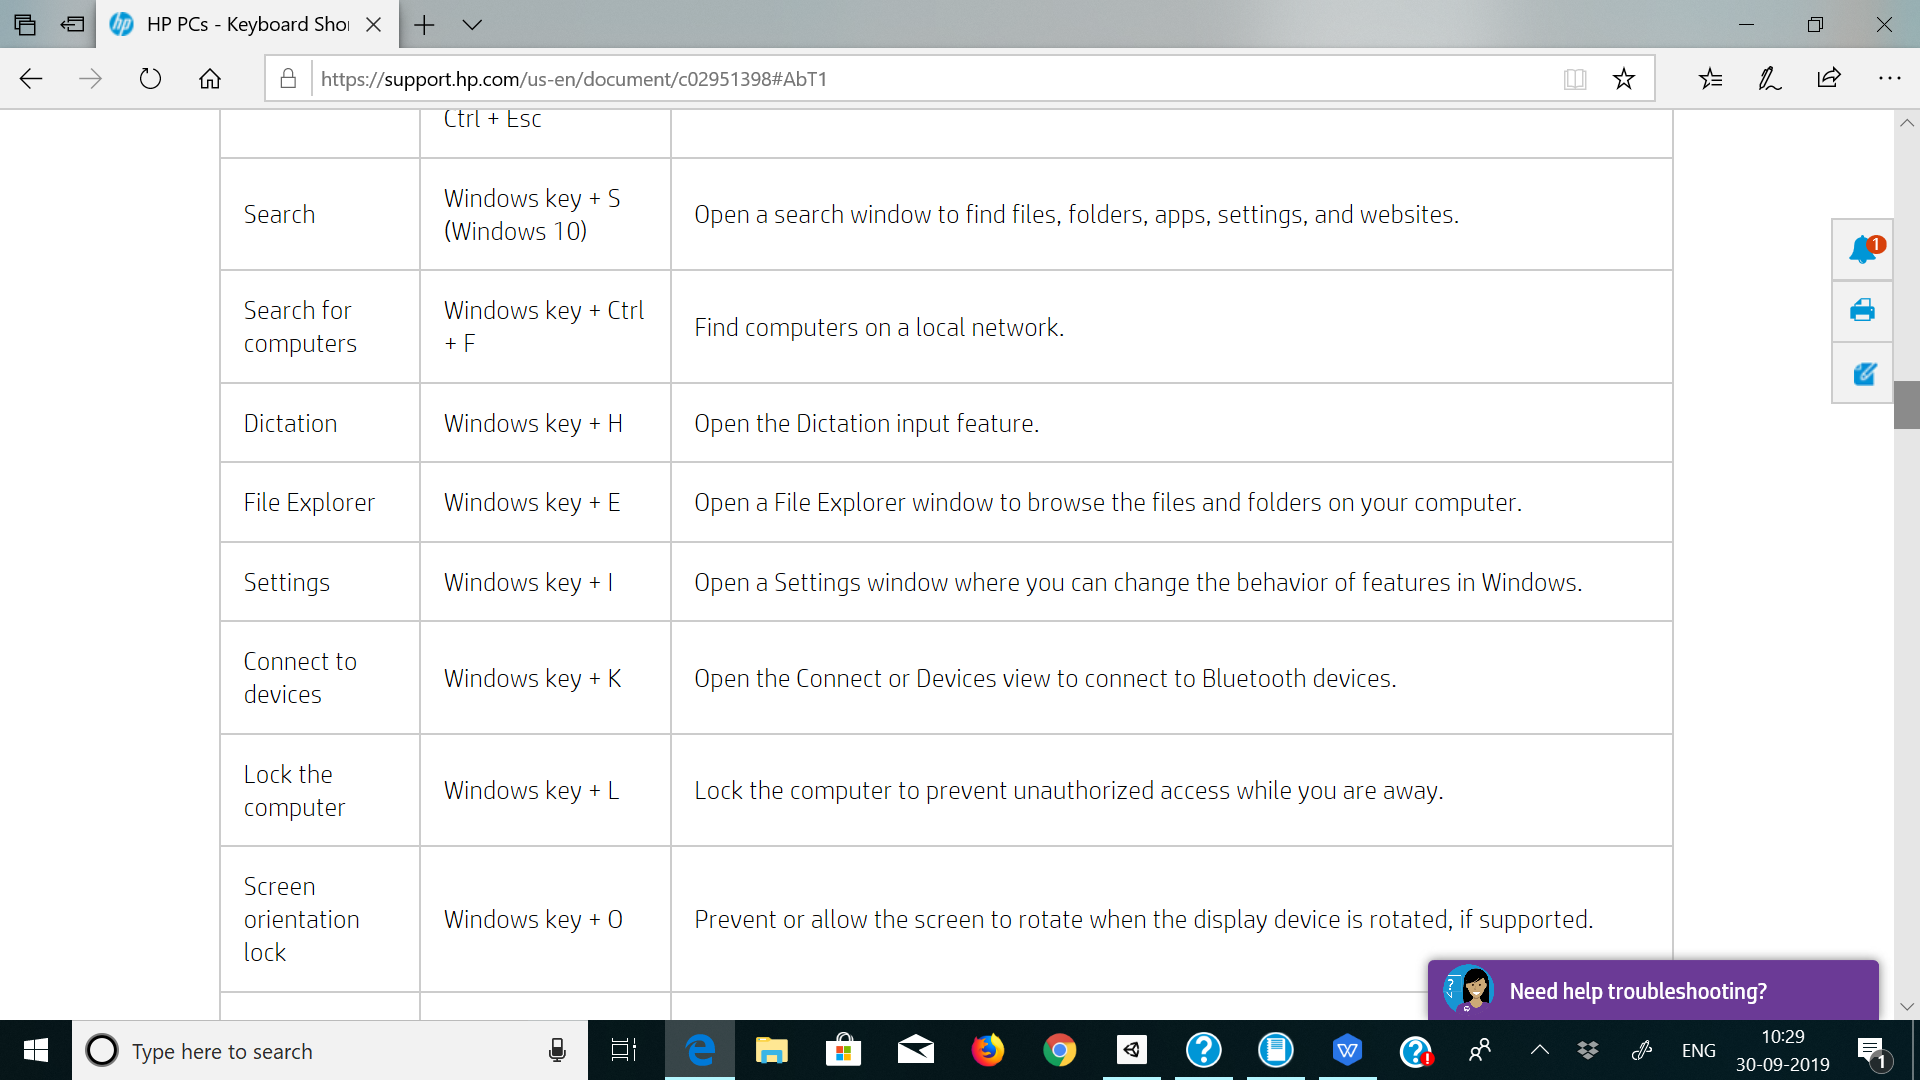 HP PCs - Keyboard Shor
https://support.hp.com/us-en/document/c02951398#AbT1
Ctrl + Esc
Search
Windows key + S
(Windows 10)
Open a search window to find files, folders, apps, settings, and websites.
Search for
computers
Windows key + Ctrl
+ F
Find computers on a local network.
Dictation
Windows key + H
Open the Dictation input feature.
File Explorer
Windows key + E
Open a File Explorer window to browse the files and folders on your computer.
Settings
Windows key + I
Open a Settings window where you can change the behavior of features in Windows.
Connect to
devices
Windows key + K
Open the Connect or Devices view to connect to Bluetooth devices.
Lock the
computer
Windows key + L
Lock the computer to prevent unauthorized access while you are away.
Screen
orientation
lock
Windows key + O
Prevent or allow the screen to rotate when the display device is rotated, if supported.
1
Need help troubleshooting?
Type here to search
ENG
10:29
30-09-2019
1